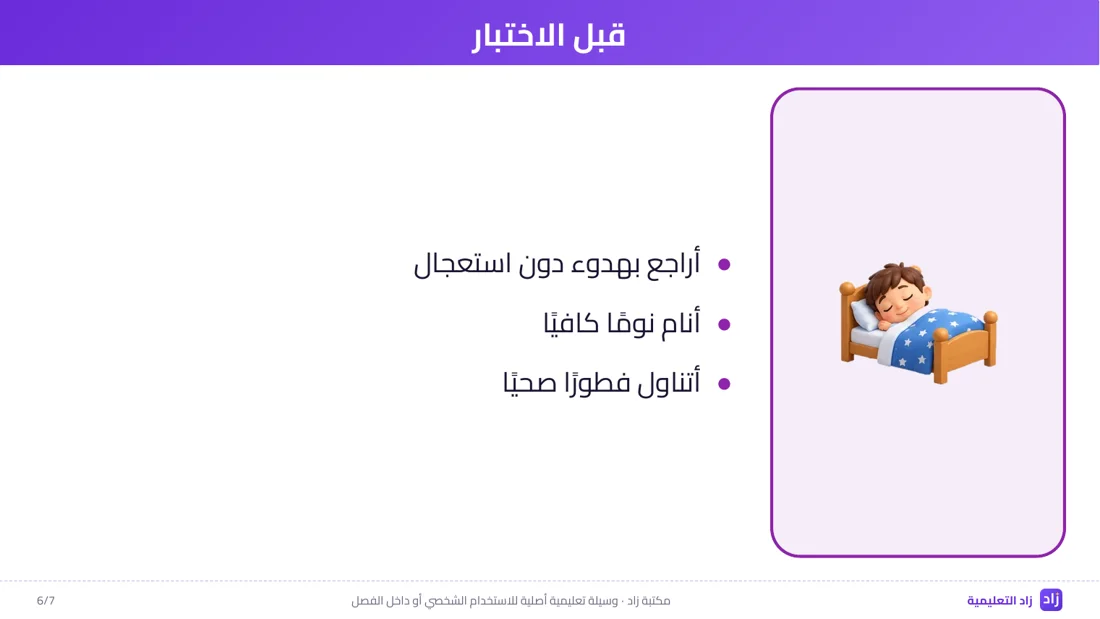 قبل الاختبار
أراجع بهدوء دون استعجال
أنام نومًا كافيًا
أتناول فطورًا صحيًا
زاد زاد التعليمية
مكتبة زاد · وسيلة تعليمية أصلية للاستخدام الشخصي أو داخل الفصل
6/7